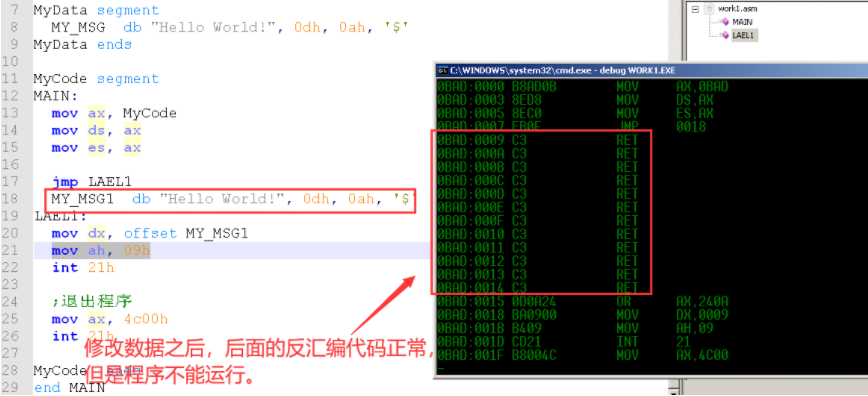 7 MyData segment
8 MY_MSG db "Hello World!", 0dh, 0ah, '$'
9 MyData ends
10
11 MyCode segment
12 MAIN:
13 mov ax, MyCode
14 mov ds, ax
15 mov es, ax
16
17 jmp LAEL1
18 MY_MSG1 db "Hello World!", 0dh, 0ah, '$'
19 LAEL1:
20 mov dx, offset MY_MSG1
21 mov ah, 09h
22 int 21h
23
24 ;退出程序
25 mov ax, 4c00h
26 int 21h
27
28 MyCode ends
29 end MAIN
修改数据之后，后面的反汇编代码正常，
但是程序不能运行。
work1.asm
MAIN
LAEL1
C:\WINDOWS\system32\cmd.exe - debug WORK1.EXE
0BAD:0000 B8AD0B MOV AX,0BAD
0BAD:0003 8ED8 MOV DS,AX
0BAD:0005 8EC0 MOV ES,AX
0BAD:0007 EB0F JMP 0018
0BAD:0009 C3 RET
0BAD:000A C3 RET
0BAD:000B C3 RET
0BAD:000C C3 RET
0BAD:000D C3 RET
0BAD:000E C3 RET
0BAD:000F C3 RET
0BAD:0010 C3 RET
0BAD:0011 C3 RET
0BAD:0012 C3 RET
0BAD:0013 C3 RET
0BAD:0014 C3 RET
0BAD:0015 0D0A24 OR AX,240A
0BAD:0018 BA0900 MOV DX,0009
0BAD:001B B409 MOV AH,09
0BAD:001D CD21 INT 21
0BAD:001F B8004C MOV AX,4C00
-